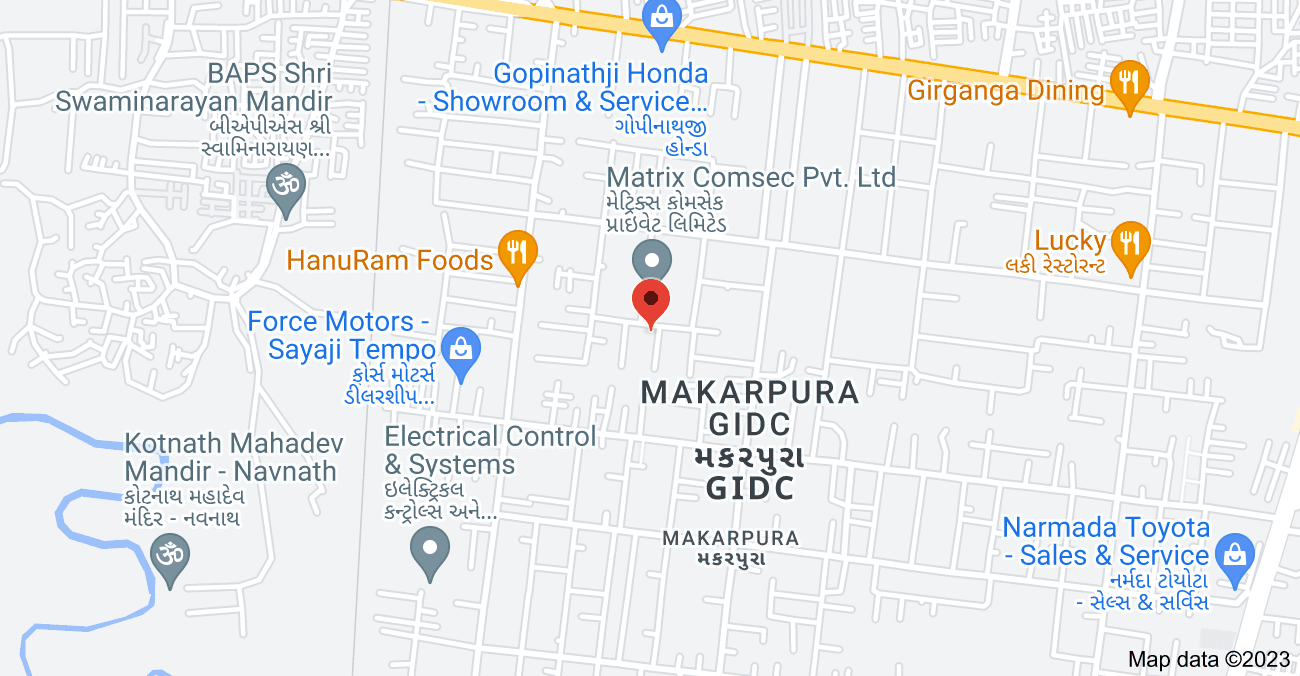 BAPS Shri
Swaminarayan Mandir
બીએપીએસ શ્રી
સ્વામિનારાયણ...
Gopinathji Honda
- Showroom & Service...
ગોપીનાથજી
હોન્ડા
Girganga Dining
Matrix Comsec Pvt. Ltd
મેટ્રિક્સ કોમસેક
પ્રાઇવેટ લિમિટેડ
HanuRam Foods
Lucky
લકી રેસ્ટોરન્ટ
Force Motors -
Sayaji Tempo
ફોર્સ મોટર્સ
ડીલરશીપ...
MAKARPURA
GIDC
મકરપુરા
GIDC
Kotnath Mahadev
Mandir - Navnath
કોટનાથ મહાદેવ
મંદિર - નવનાથ
Electrical Control
& Systems
ઇલેક્ટ્રિકલ
કન્ટ્રોલ્સ અને...
MAKARPURA
મકરપુરા
Narmada Toyota
- Sales & Service
નર્મદા ટોયોટા
- સેલ્સ & સર્વિસ
Map data ©2023